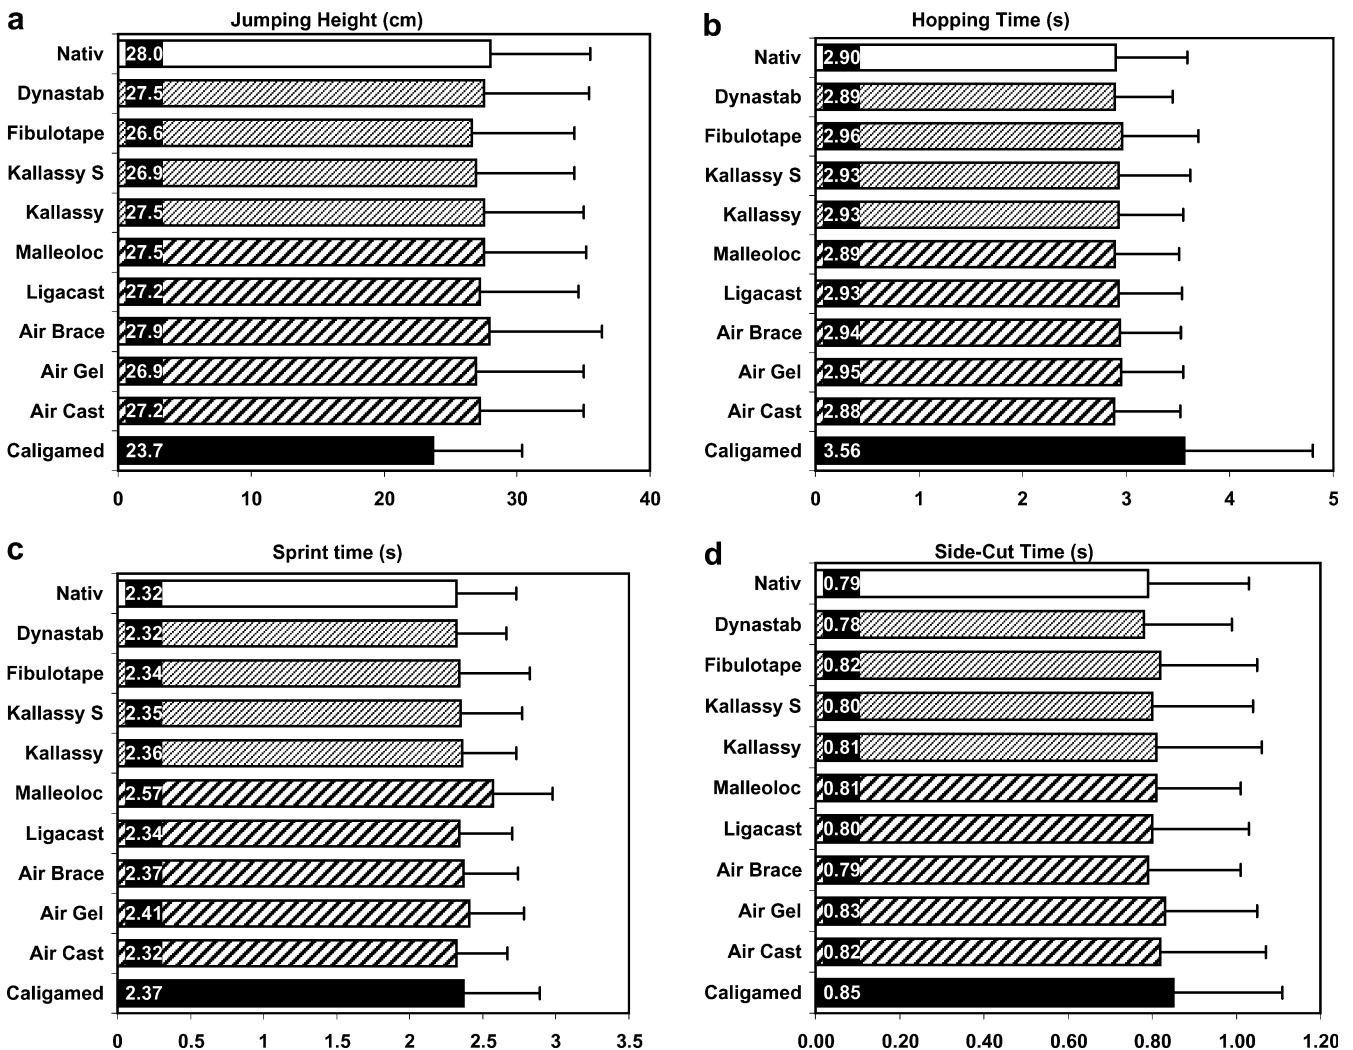 a Jumping Height (cm)
Nativ 28.0
Dynastab 27.5
Fibulotape 26.6
Kallassy S 26.9
Kallassy 27.5
Malleoloc 27.5
Ligacast 27.2
Air Brace 27.9
Air Gel 26.9
Air Cast 27.2
Caligamed 23.7
0 10 20 30 40
b Hopping Time (s)
Nativ 2.90
Dynastab 2.89
Fibulotape 2.96
Kallassy S 2.93
Kallassy 2.93
Malleoloc 2.89
Ligacast 2.93
Air Brace 2.94
Air Gel 2.95
Air Cast 2.88
Caligamed 3.56
0 1 2 3 4 5
c Sprint time (s)
Nativ 2.32
Dynastab 2.32
Fibulotape 2.34
Kallassy S 2.35
Kallassy 2.36
Malleoloc 2.57
Ligacast 2.34
Air Brace 2.37
Air Gel 2.41
Air Cast 2.32
Caligamed 2.37
0 0.5 1 1.5 2 2.5 3 3.5
d Side-Cut Time (s)
Nativ 0.79
Dynastab 0.78
Fibulotape 0.82
Kallassy S 0.80
Kallassy 0.81
Malleoloc 0.81
Ligacast 0.80
Air Brace 0.79
Air Gel 0.83
Air Cast 0.82
Caligamed 0.85
0.00 0.20 0.40 0.60 0.80 1.00 1.20